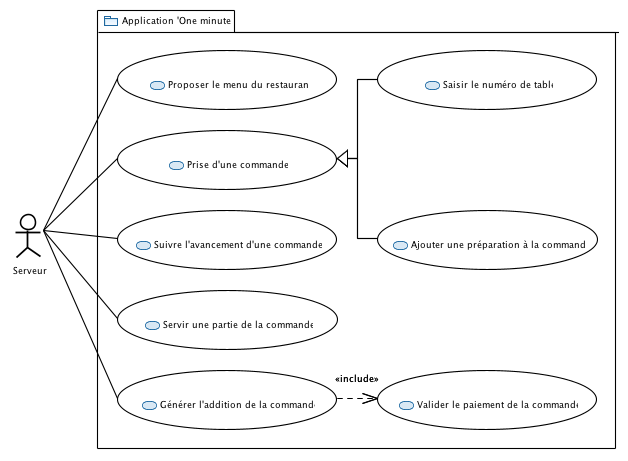 Application 'One minute
Proposer le menu du restauran
Saisir le numéro de table
Prise d'une commande
Suivre l'avancement d'une commande
Ajouter une préparation à la command
Serveur
Servir une partie de la commande
«include»
Générer l'addition de la command
Valider le paiement de la commande